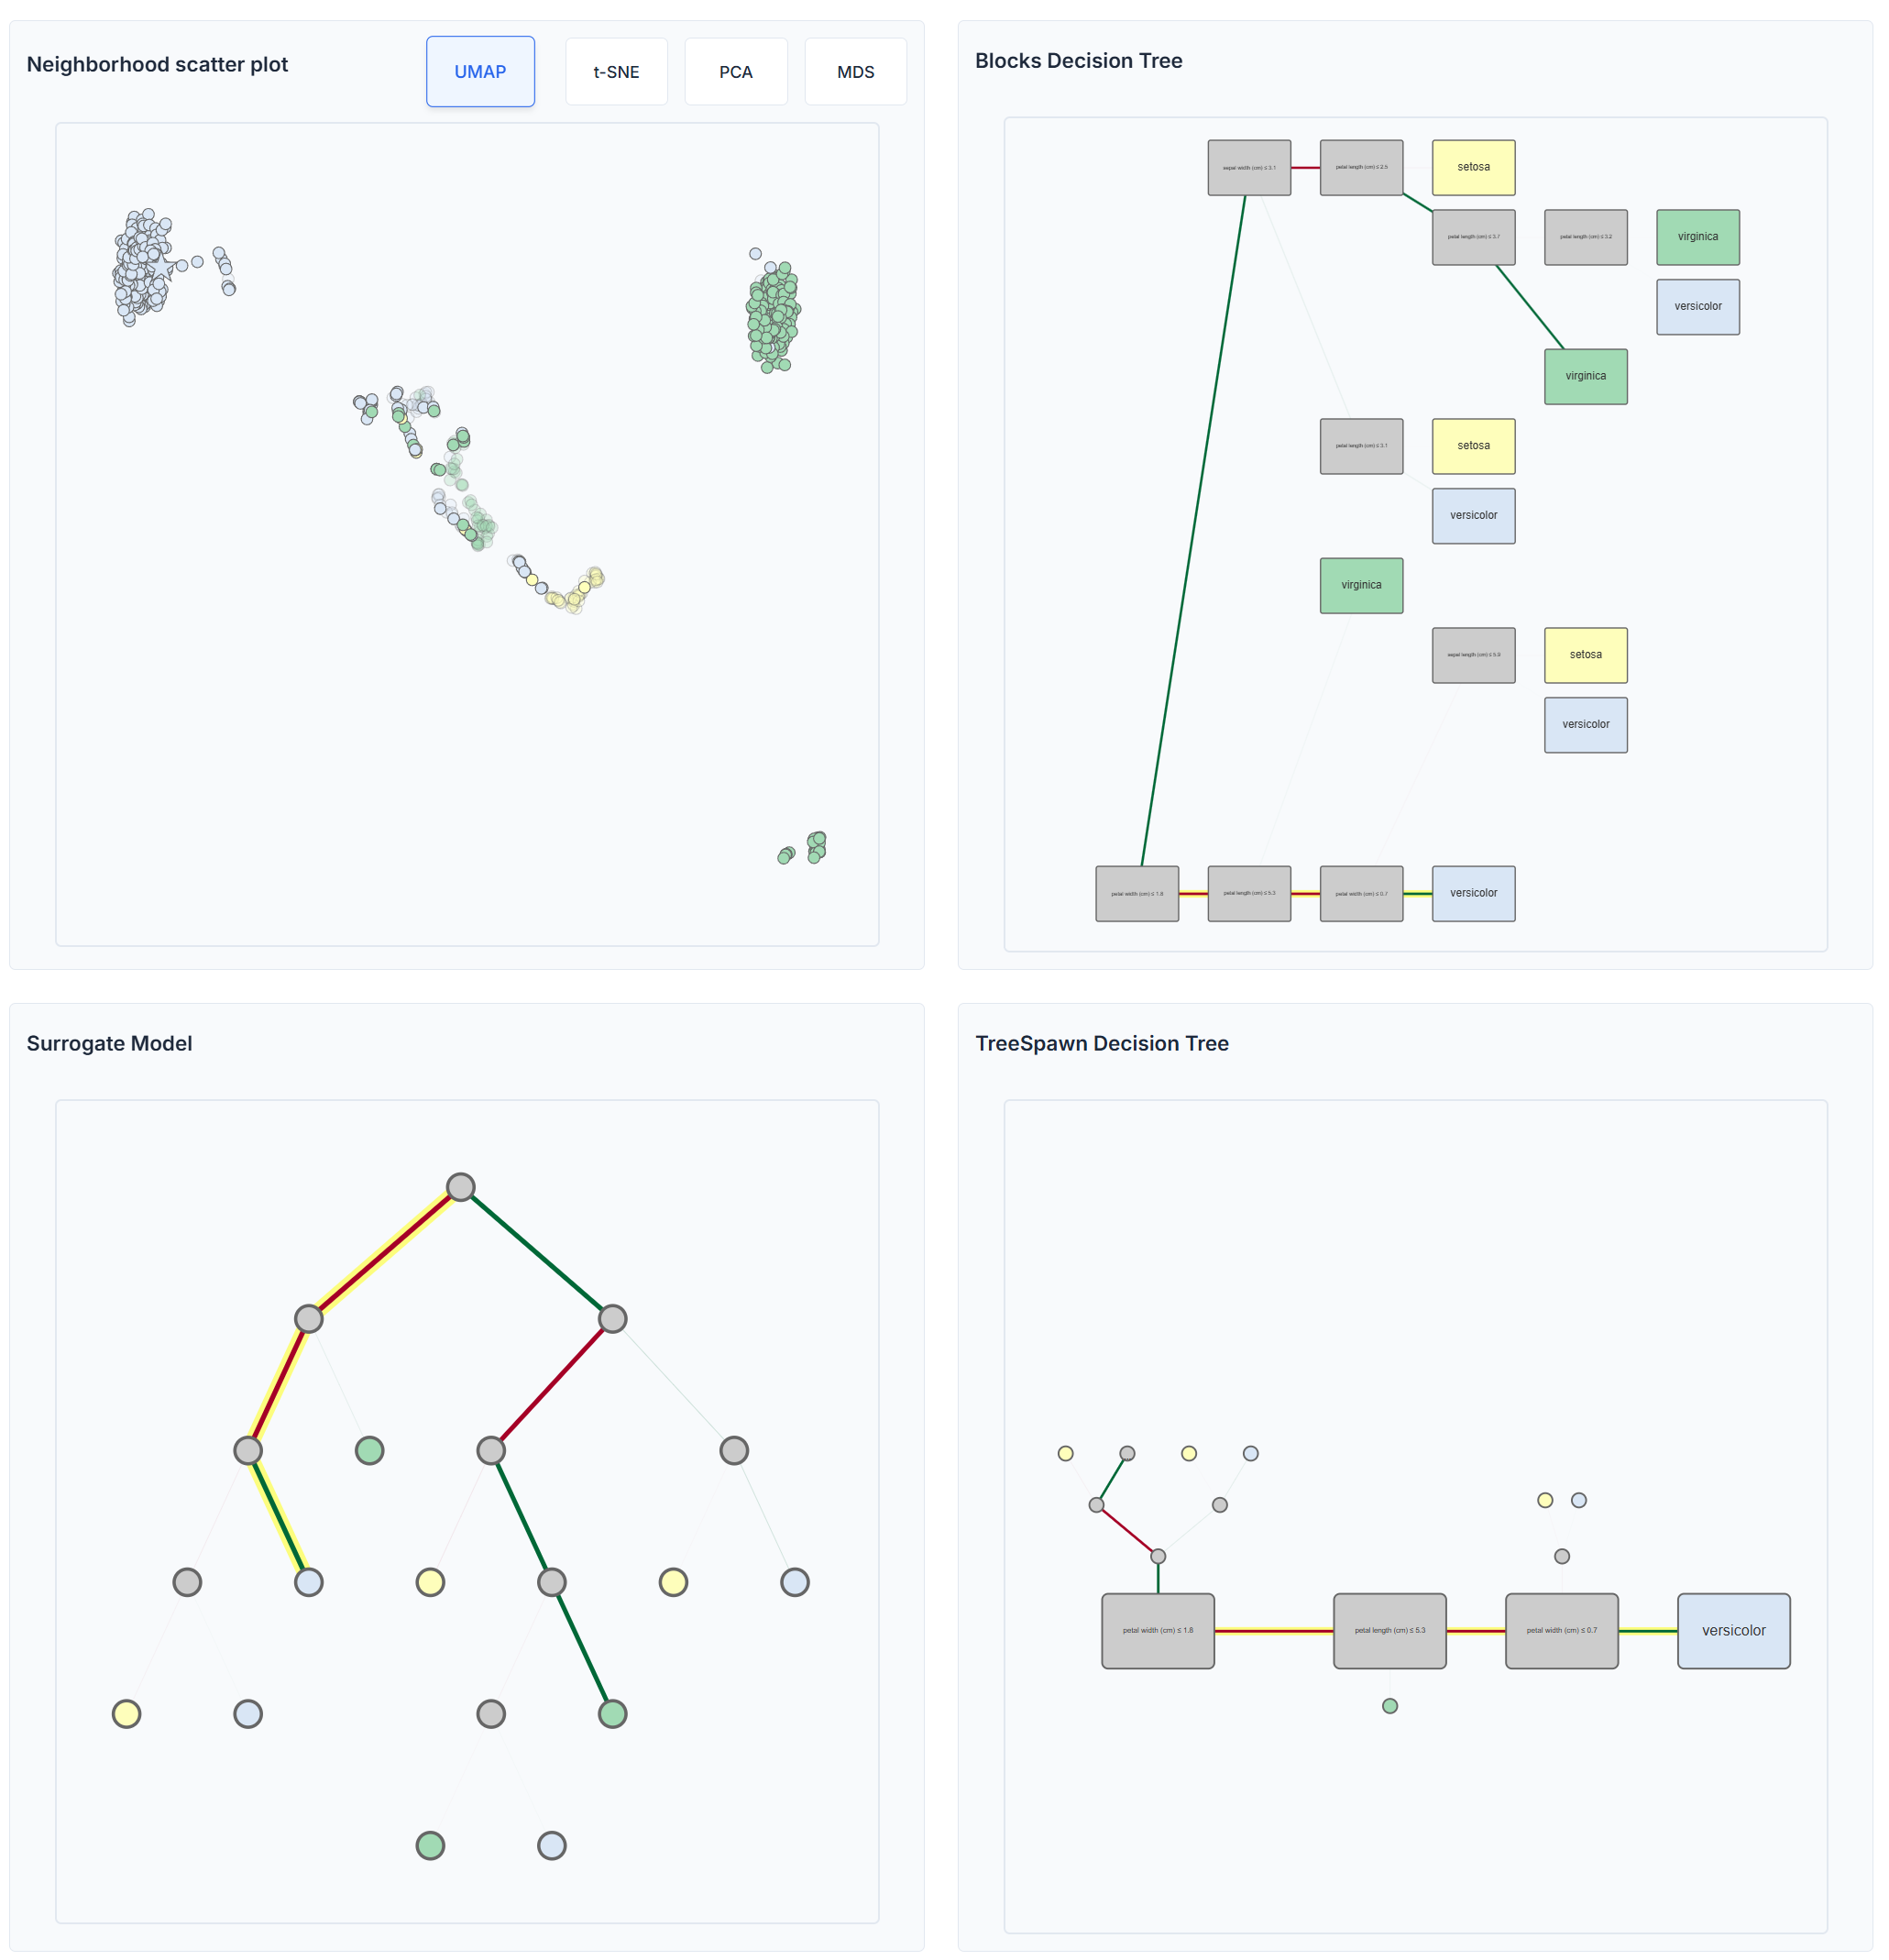 Neighborhood scatter plot
UMAP
t-SNE
PCA
MDS
Blocks Decision Tree
sepal width (cm) ≤ 3.1
petal length (cm) ≤ 2.5
setosa
petal length (cm) ≤ 3.7
petal length (cm) ≤ 3.2
virginica
versicolor
virginica
petal length (cm) ≤ 3.1
setosa
versicolor
virginica
sepal length (cm) ≤ 5.8
setosa
versicolor
petal width (cm) ≤ 1.8
petal length (cm) ≤ 5.3
petal width (cm) ≤ 0.7
versicolor
Surrogate Model
TreeSpawn Decision Tree
petal width (cm) ≤ 1.8
petal length (cm) ≤ 5.3
petal width (cm) ≤ 0.7
versicolor